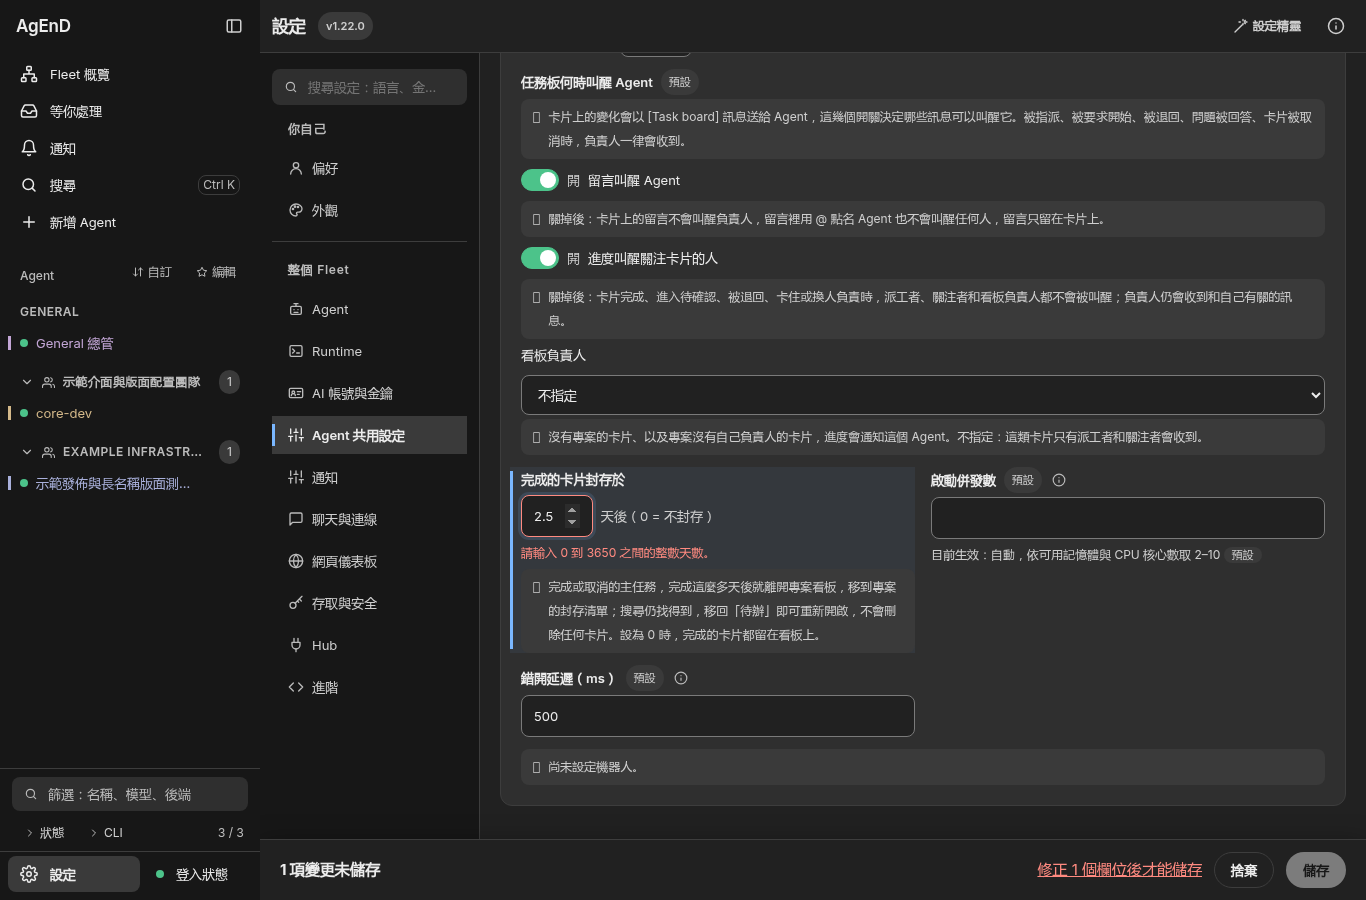 AgEnD
設定
v1.22.0
設定精靈
Fleet 概覽
等你處理
通知
搜尋
Ctrl K
新增 Agent
Agent
自訂
編輯
GENERAL
General 總管
示範介面與版面配置團隊
1
core-dev
EXAMPLE INFRASTR...
1
示範發佈與長名稱版面測...
篩選：名稱、模型、後端
狀態
CLI
3 / 3
設定
登入狀態
搜尋設定：語言、金...
你自己
偏好
外觀
整個 Fleet
Agent
Runtime
AI 帳號與金鑰
Agent 共用設定
通知
聊天與連線
網頁儀表板
存取與安全
Hub
進階
任務板何時叫醒 Agent
預設
卡片上的變化會以 [Task board] 訊息送給 Agent，這幾個開關決定哪些訊息可以叫醒它。被指派、被要求開始、被退回、問題被回答、卡片被取
消時，負責人一律會收到。
開
留言叫醒 Agent
關掉後：卡片上的留言不會叫醒負責人，留言裡用 @ 點名 Agent 也不會叫醒任何人，留言只留在卡片上。
開
進度叫醒關注卡片的人
關掉後：卡片完成、進入待確認、被退回、卡住或換人負責時，派工者、關注者和看板負責人都不會被叫醒；負責人仍會收到和自己有關的訊
息。
看板負責人
不指定
沒有專案的卡片、以及專案沒有自己負責人的卡片，進度會通知這個 Agent。不指定：這類卡片只有派工者和關注者會收到。
完成的卡片封存於
2.5
天後（0 = 不封存）
請輸入 0 到 3650 之間的整數天數。
完成或取消的主任務，完成這麼多天後就離開專案看板，移到專案
的封存清單；搜尋仍找得到，移回「待辦」即可重新開啟，不會刪
除任何卡片。設為 0 時，完成的卡片都留在看板上。
啟動併發數
預設
目前生效：自動，依可用記憶體與 CPU 核心數取 2–10
預設
錯開延遲（ms）
預設
500
尚未設定機器人。
1 項變更未儲存
修正 1 個欄位後才能儲存
捨棄
儲存